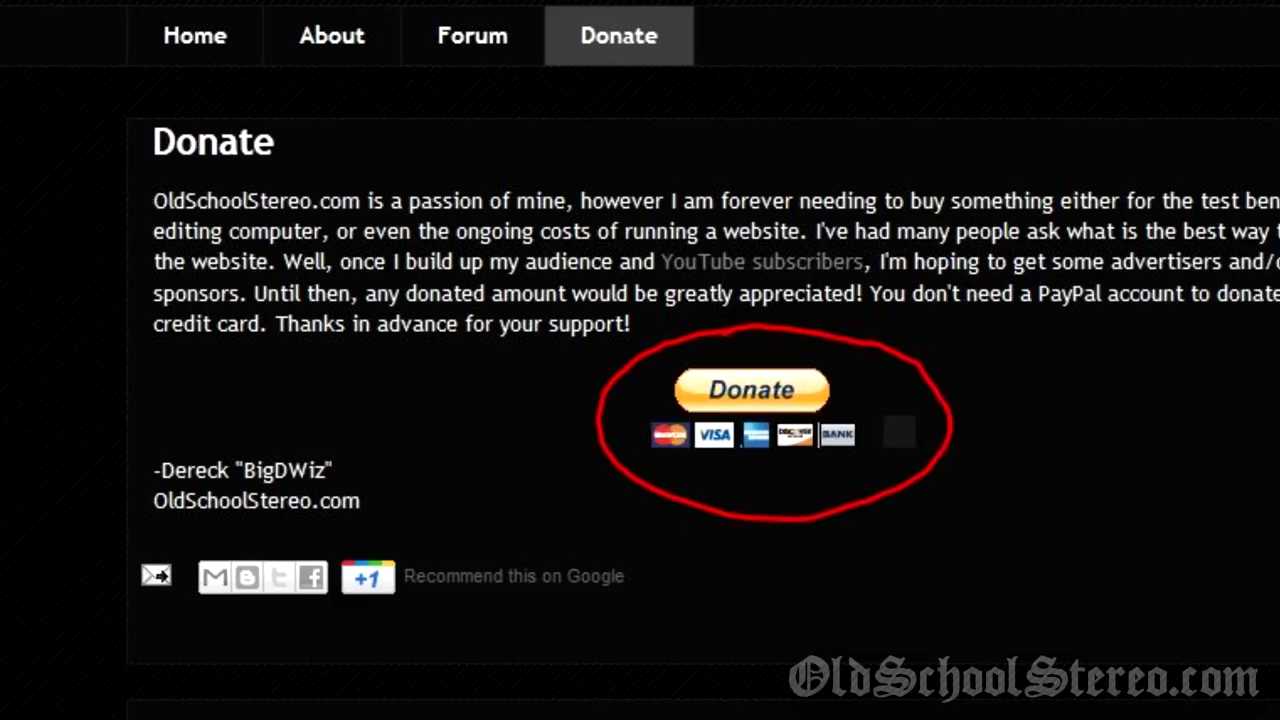 Home About Forum Donate
Donate
OldSchoolStereo.com is a passion of mine, however I am forever needing to buy something either for the test ben
editing computer, or even the ongoing costs of running a website. I've had many people ask what is the best way t
the website. Well, once I build up my audience and YouTube subscribers, I'm hoping to get some advertisers and/o
sponsors. Until then, any donated amount would be greatly appreciated! You don't need a PayPal account to donate
credit card. Thanks in advance for your support!
Donate
MasterCard VISA DISCOVER BANK
-Dereck "BigDWiz"
OldSchoolStereo.com
+1 Recommend this on Google
OldSchoolStereo.com